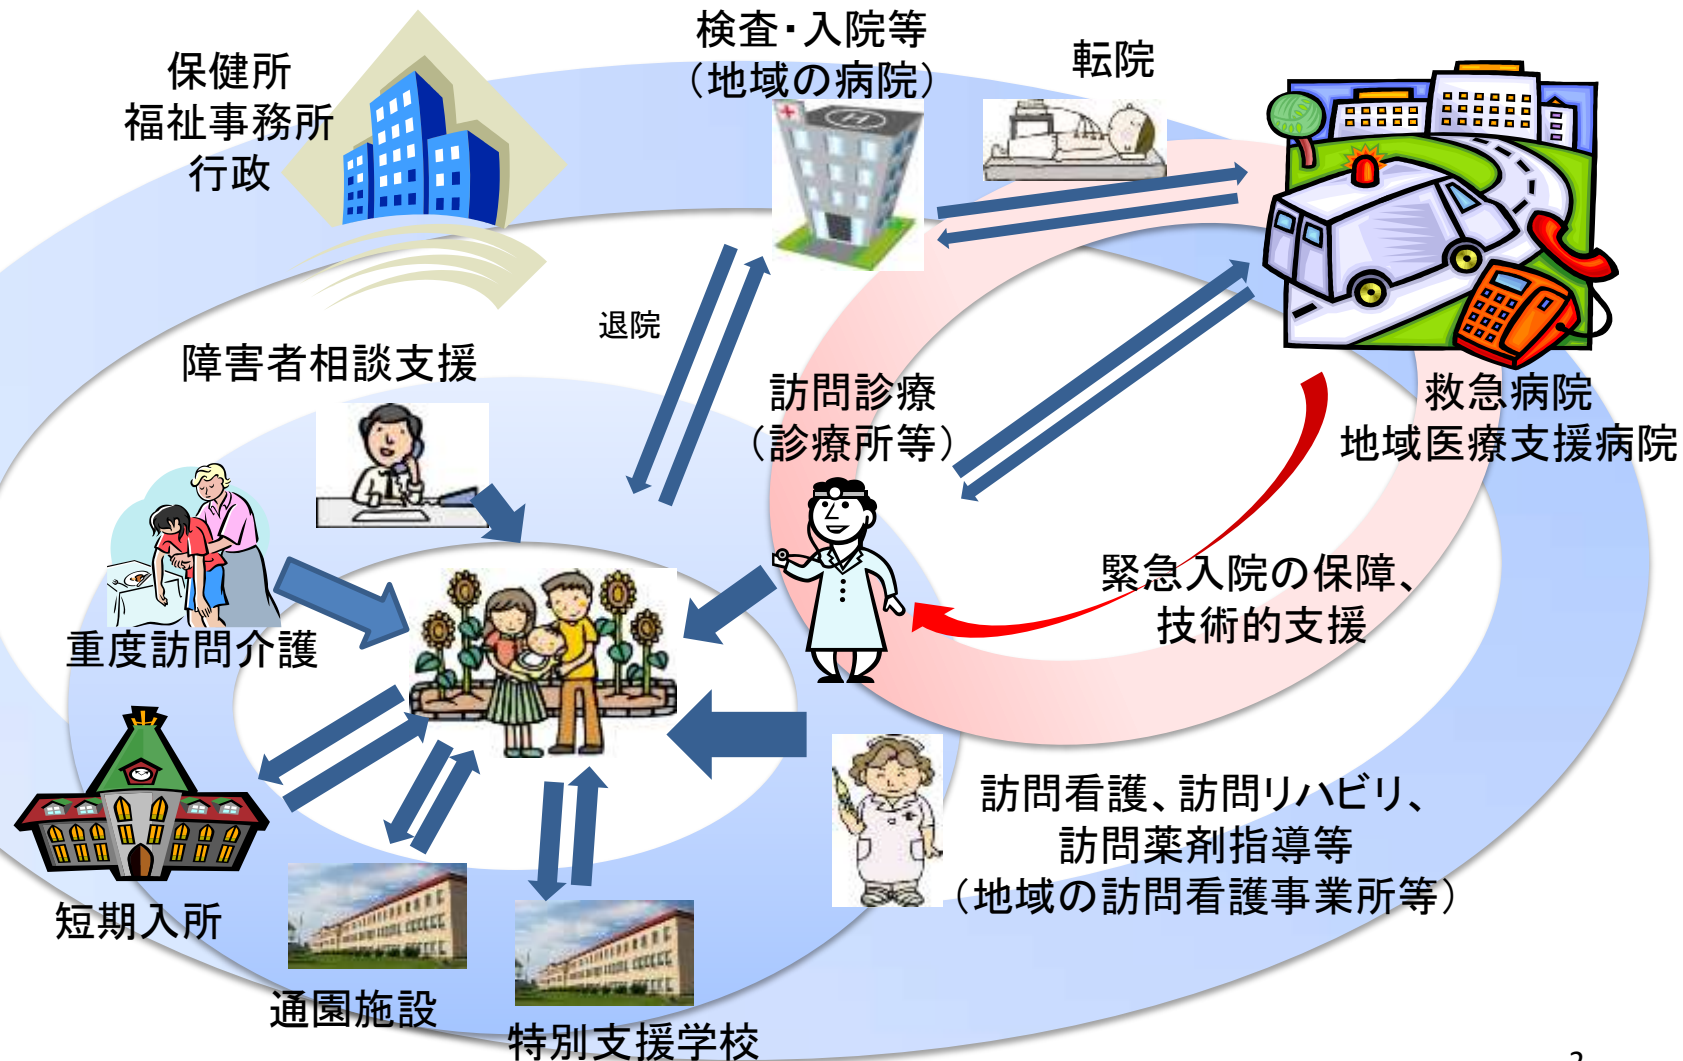 保健所
福祉事務所
行政
検査・入院等
（地域の病院）
転院
退院
障害者相談支援
訪問診療
（診療所等）
救急病院
地域医療支援病院
緊急入院の保障、
技術的支援
重度訪問介護
訪問看護、訪問リハビリ、
訪問薬剤指導等
（地域の訪問看護事業所等）
短期入所
通園施設
特別支援学校